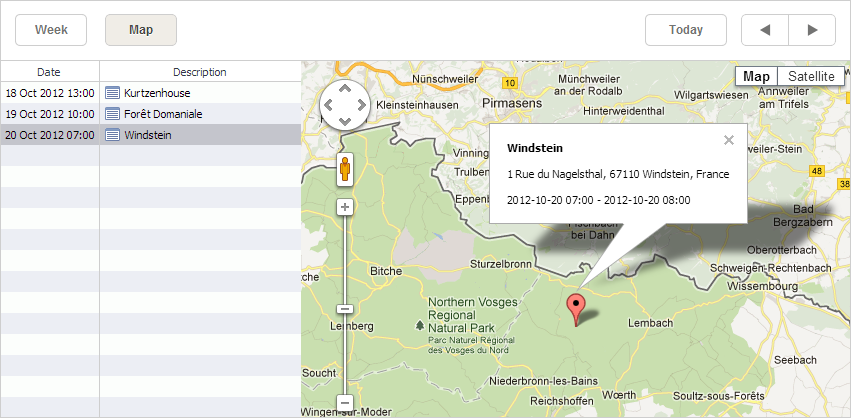 Week Map Today
Date Description
18 Oct 2012 13:00 Kurtzenhouse
19 Oct 2012 10:00 Forêt Domaniale
20 Oct 2012 07:00 Windstein
Map Satellite
Nünschweiler
Münchweiler
an der Rodalb
Annweiler
am Trifels
Wilgartswiesen
10
Kleinsteinhausen
Pirmasens
Hinterweidenthal
Windstein
1 Rue du Nagelsthal, 67110 Windstein, France
2012-10-20 07:00 - 2012-10-20 08:00
Vinning
Trulben
Eppenb
weiler-Stein
48
38
Bad
Bergzabern
bei Dahn
Oberotterbach
Sturzelbronn
Schweigen-Rechtenbach
Bitche
Wissembourg
Northern Vosges
Regional
Natural Park
Parc Naturel Régional
des Vosges du Nord
Lemberg
Lembach
Seebach
Soucht
Niederbronn-les-Bains
Wœrth
Reichshoffen
Soultz-sous-Forêts
Wingen-sur-Moder